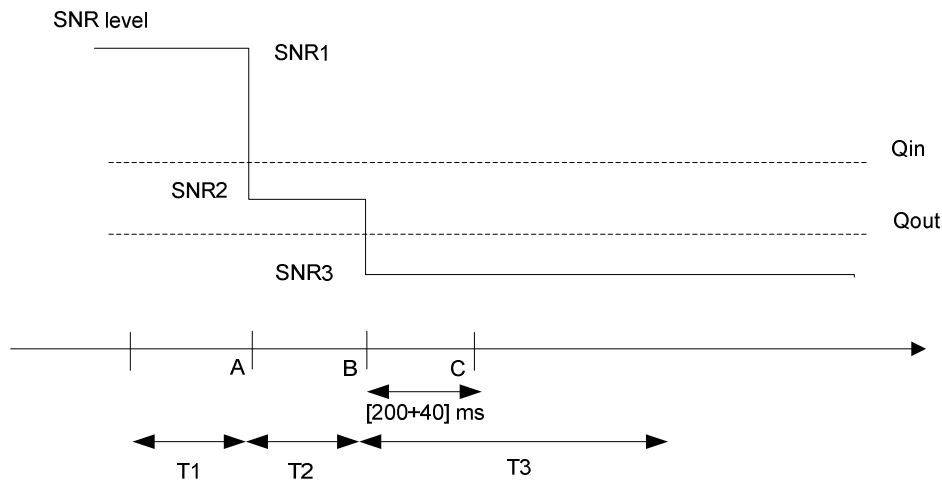 SNR level
SNR1
Qin
SNR2
Qout
SNR3
A
B
C
[200+40] ms
T1
T2
T3